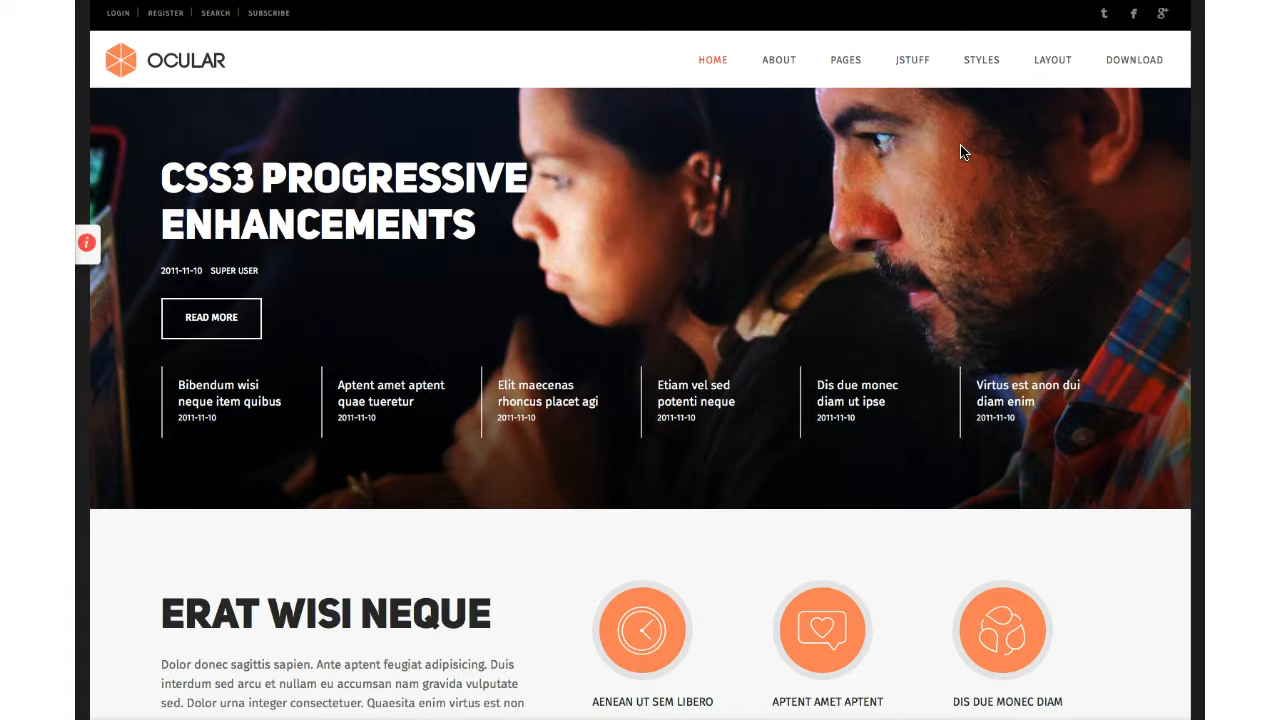 LOGIN REGISTER SEARCH SUBSCRIBE
OCULAR
HOME ABOUT PAGES JSTUFF STYLES LAYOUT DOWNLOAD
CSS3 PROGRESSIVE
ENHANCEMENTS
2011-11-10 SUPER USER
READ MORE
Bibendum wisi
neque item quibus
2011-11-10
Aptent amet aptent
quae tueretur
2011-11-10
Elit maecenas
rhoncus placet agi
2011-11-10
Etiam vel sed
potenti neque
2011-11-10
Dis due monec
diam ut ipse
2011-11-10
Virtus est anon dui
diam enim
2011-11-10
ERAT WISI NEQUE
Dolor donec sagittis sapien. Ante aptent feugiat adipisicing. Duis
interdum sed arcu et nullam eu accumsan nam gravida vulputate
sed. Dolor urna integer consectetuer. Quaesita enim virtus est non
AENEAN UT SEM LIBERO
APTENT AMET APTENT
DIS DUE MONEC DIAM